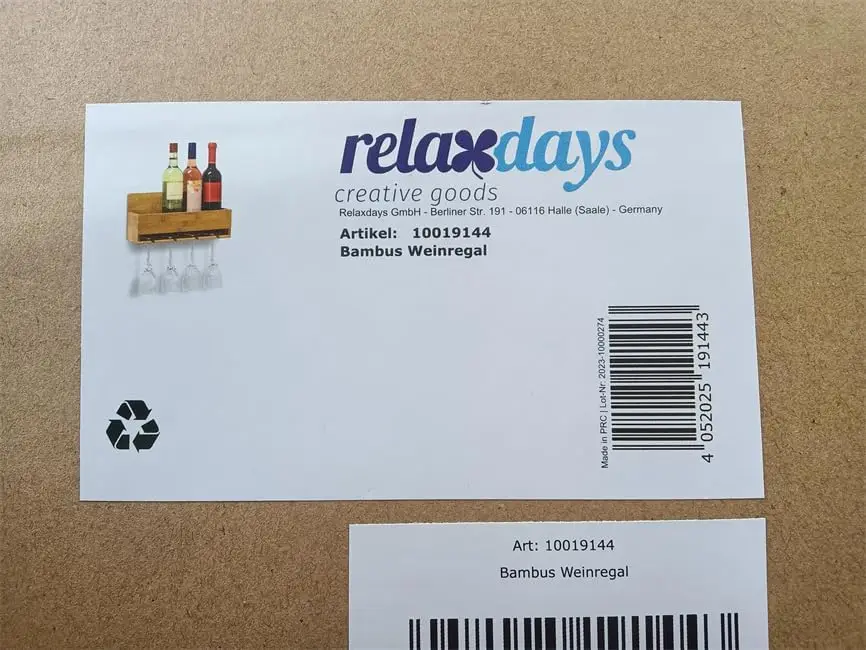 relaxdays
creative goods
Relaxdays GmbH - Berliner Str. 191 - 06116 Halle (Saale) - Germany
Artikel: 10019144
Bambus Weinregal
Made in PRC | Lot-Nr. 2023-10000274
4 052025 191443
Art: 10019144
Bambus Weinregal